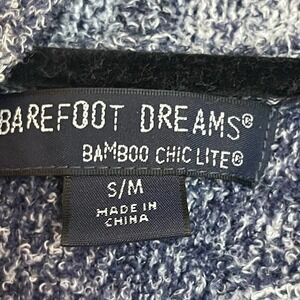 BAREFOOT DREAMS®
BAMBOO CHIC LITE®
S/M
MADE IN
CHINA